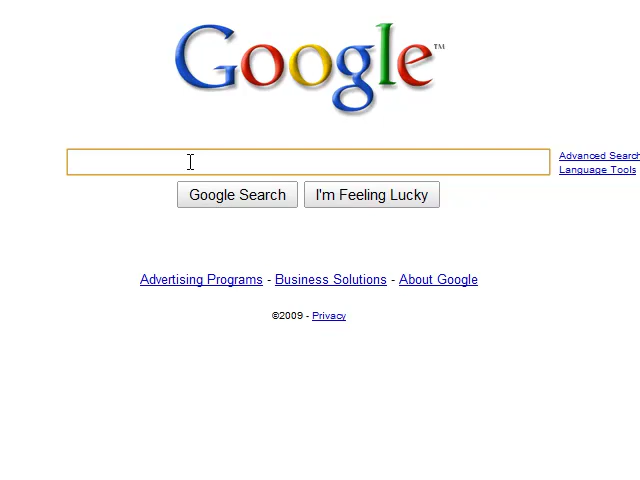 Google™
Advanced Search
Language Tools
Google Search I'm Feeling Lucky
Advertising Programs - Business Solutions - About Google
©2009 - Privacy